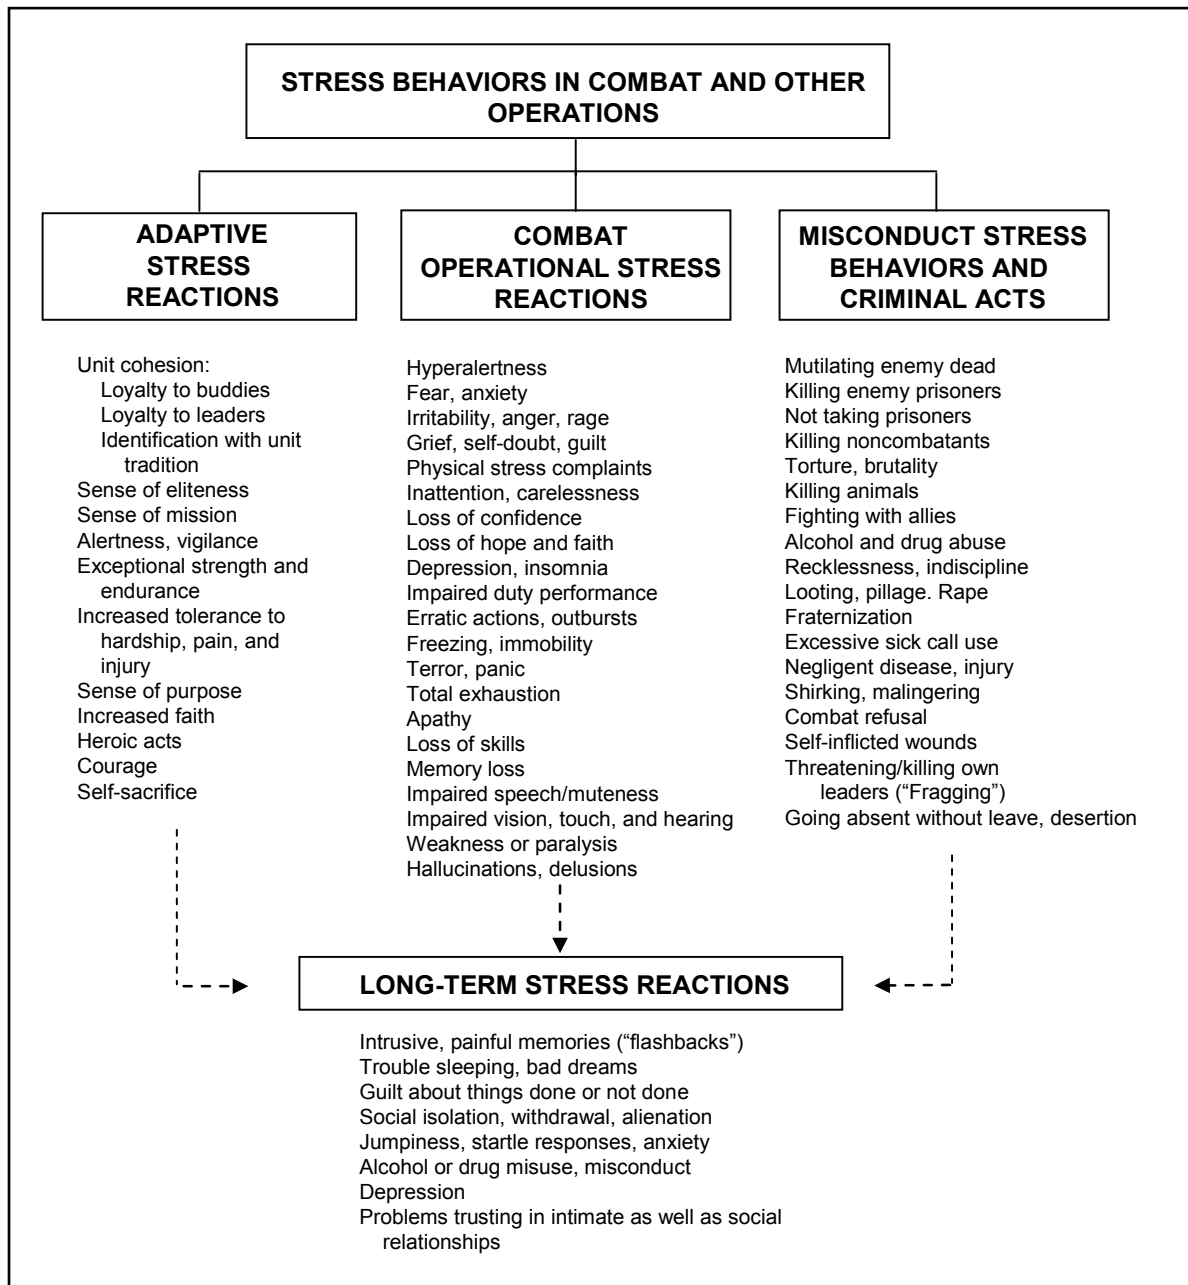 STRESS BEHAVIORS IN COMBAT AND OTHER
OPERATIONS
ADAPTIVE
STRESS
REACTIONS
Unit cohesion:
Loyalty to buddies
Loyalty to leaders
Identification with unit
tradition
Sense of eliteness
Sense of mission
Alertness, vigilance
Exceptional strength and
endurance
Increased tolerance to
hardship, pain, and
injury
Sense of purpose
Increased faith
Heroic acts
Courage
Self-sacrifice
COMBAT
OPERATIONAL STRESS
REACTIONS
Hyperalertness
Fear, anxiety
Irritability, anger, rage
Grief, self-doubt, guilt
Physical stress complaints
Inattention, carelessness
Loss of confidence
Loss of hope and faith
Depression, insomnia
Impaired duty performance
Erratic actions, outbursts
Freezing, immobility
Terror, panic
Total exhaustion
Apathy
Loss of skills
Memory loss
Impaired speech/muteness
Impaired vision, touch, and hearing
Weakness or paralysis
Hallucinations, delusions
MISCONDUCT STRESS
BEHAVIORS AND
CRIMINAL ACTS
Mutilating enemy dead
Killing enemy prisoners
Not taking prisoners
Killing noncombatants
Torture, brutality
Killing animals
Fighting with allies
Alcohol and drug abuse
Recklessness, indiscipline
Looting, pillage. Rape
Fraternization
Excessive sick call use
Negligent disease, injury
Shirking, malingering
Combat refusal
Self-inflicted wounds
Threatening/killing own
leaders (“Fragging”)
Going absent without leave, desertion
LONG-TERM STRESS REACTIONS
Intrusive, painful memories (“flashbacks”)
Trouble sleeping, bad dreams
Guilt about things done or not done
Social isolation, withdrawal, alienation
Jumpiness, startle responses, anxiety
Alcohol or drug misuse, misconduct
Depression
Problems trusting in intimate as well as social
relationships